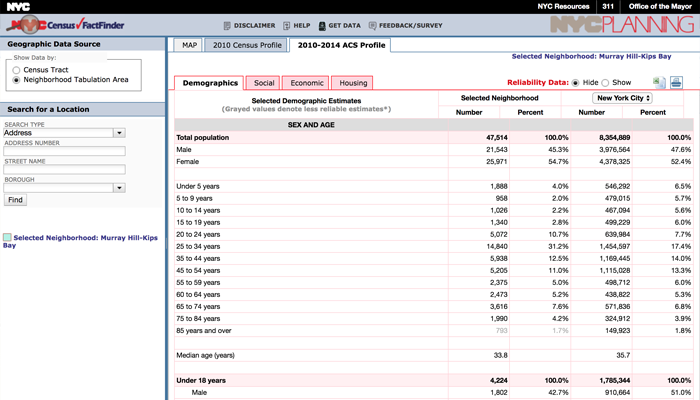 NYC
NYC Resources 311 Office of the Mayor
NYC Census FactFinder
DISCLAIMER HELP GET DATA FEEDBACK/SURVEY
NYCPLANNING
Geographic Data Source
Show Data by:
Census Tract
Neighborhood Tabulation Area
Search for a Location
SEARCH TYPE
Address
ADDRESS NUMBER
STREET NAME
BOROUGH
Find
Selected Neighborhood: Murray Hill-Kips
Bay
MAP 2010 Census Profile 2010-2014 ACS Profile
Selected Neighborhood: Murray Hill-Kips Bay
Demographics Social Economic Housing
Reliability Data: Hide Show
Selected Demographic Estimates
(Grayed values denote less reliable estimates*)
Selected Neighborhood New York City
Number Percent Number Percent
SEX AND AGE
Total population 47,514 100.0% 8,354,889 100.0%
Male 21,543 45.3% 3,976,564 47.6%
Female 25,971 54.7% 4,378,325 52.4%
Under 5 years 1,888 4.0% 546,292 6.5%
5 to 9 years 958 2.0% 479,015 5.7%
10 to 14 years 1,026 2.2% 467,094 5.6%
15 to 19 years 1,340 2.8% 499,229 6.0%
20 to 24 years 5,072 10.7% 639,984 7.7%
25 to 34 years 14,840 31.2% 1,454,597 17.4%
35 to 44 years 5,938 12.5% 1,169,445 14.0%
45 to 54 years 5,205 11.0% 1,115,028 13.3%
55 to 59 years 2,375 5.0% 498,712 6.0%
60 to 64 years 2,473 5.2% 438,822 5.3%
65 to 74 years 3,616 7.6% 571,836 6.8%
75 to 84 years 1,990 4.2% 324,912 3.9%
85 years and over 793 1.7% 149,923 1.8%
Median age (years) 33.8 35.7
Under 18 years 4,224 100.0% 1,785,344 100.0%
Male 1,802 42.7% 910,664 51.0%